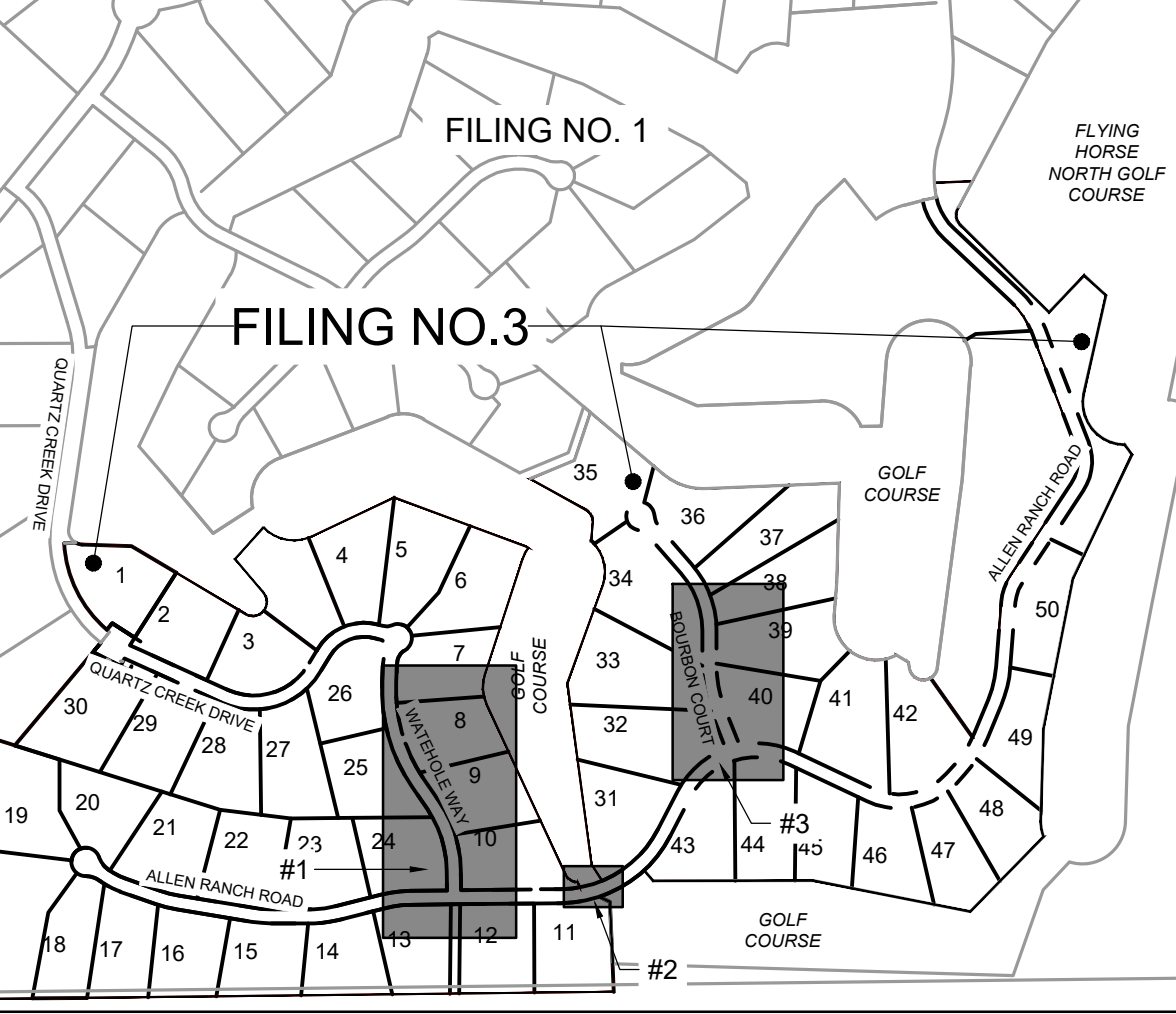 FILING NO. 1
FLYING
HORSE
NORTH GOLF
COURSE
FILING NO.3
QUARTZ CREEK DRIVE
35
GOLF
COURSE
ALLEN RANCH ROAD
36
37
4
5
6
1
34
38
2
50
3
39
BOURBON COURT
7
33
GOLF
COURSE
QUARTZ CREEK DRIVE
26
40
41
30
29
42
8
32
WATEHOLE WAY
28
27
49
25
9
31
20
48
19
21
22
23
24
10
#3
43
44
45
46
47
#1
ALLEN RANCH ROAD
18
17
16
15
14
13
12
11
GOLF
COURSE
#2